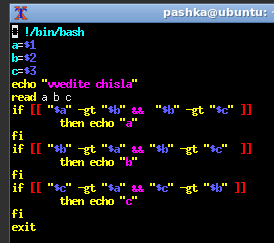 pashka@ubuntu: ~
# !/bin/bash
a=$1
b=$2
c=$3
echo "vvedite chisla"
read a b c
if [[ "$a" -gt "$b" && "$b" -gt "$c" ]]
then echo "a"
fi
if [[ "$b" -gt "$a" && "$b" -gt "$c" ]]
then echo "b"
fi
if [[ "$c" -gt "$a" && "$c" -gt "$b" ]]
then echo "c"
fi
exit